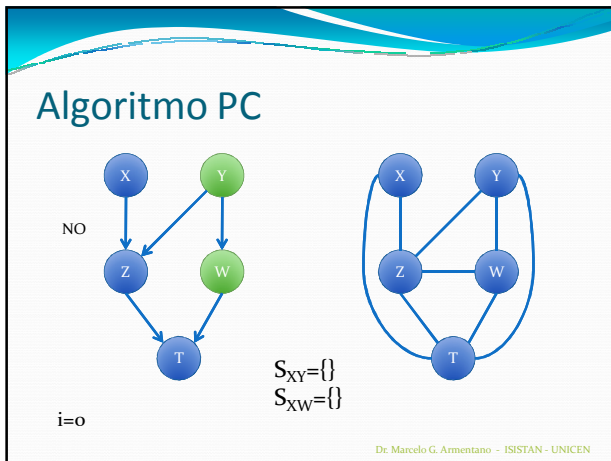 Algoritmo PC
X Y
NO
Z W
T
X Y
Z W
T
S_XY={}
S_XW={}
i=0
Dr. Marcelo G. Armentano - ISISTAN - UNICEN